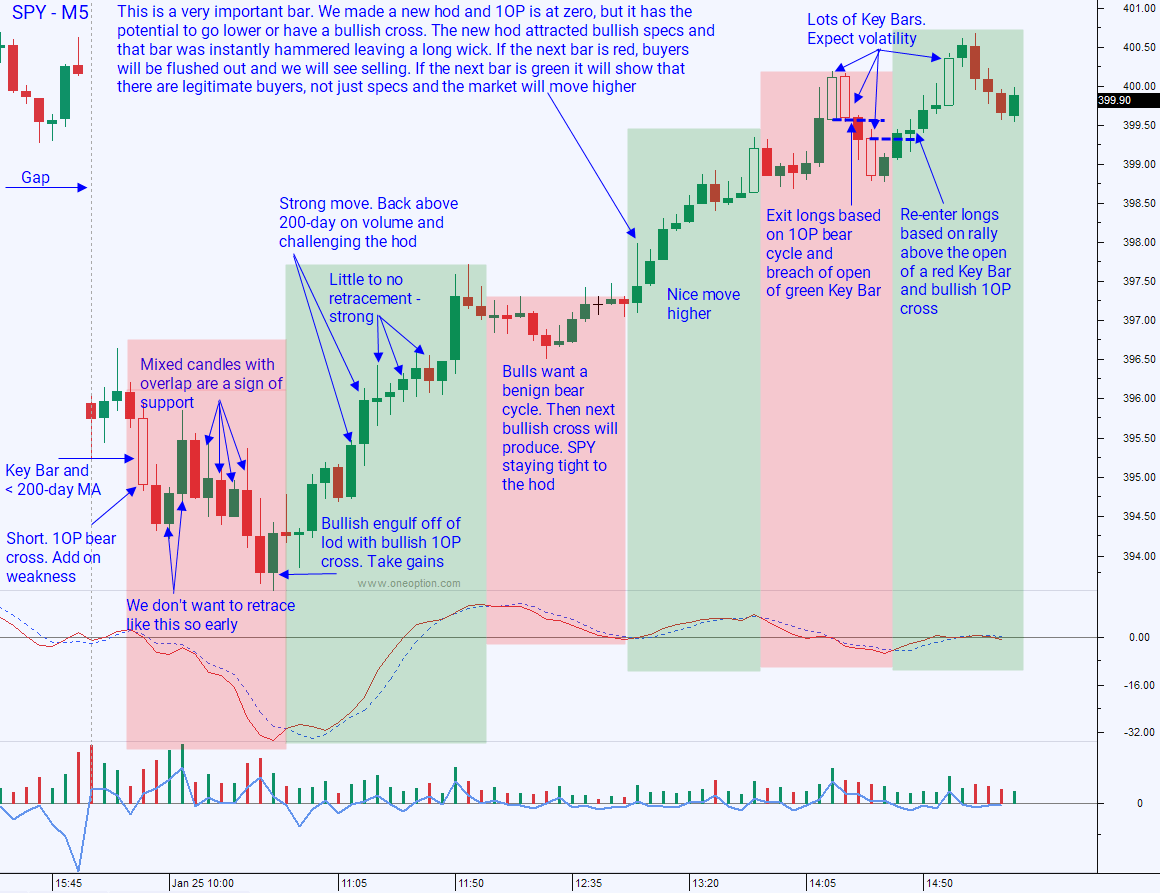 SPY - M5
This is a very important bar. We made a new hod and 1OP is at zero, but it has the
potential to go lower or have a bullish cross. The new hod attracted bullish specs and
that bar was instantly hammered leaving a long wick. If the next bar is red, buyers
will be flushed out and we will see selling. If the next bar is green it will show that
there are legitimate buyers, not just specs and the market will move higher
Lots of Key Bars.
Expect volatility
Gap
Strong move. Back above
200-day on volume and
challenging the hod
Little to no
retracement -
strong
Nice move
higher
Exit longs based
on 1OP bear
cycle and
breach of open
of green Key Bar
Re-enter longs
based on rally
above the open
of a red Key Bar
and bullish 1OP
cross
Mixed candles with
overlap are a sign of
support
Bulls want a
benign bear
cycle. Then next
bullish cross will
produce. SPY
staying tight to
the hod
Key Bar and
< 200-day MA
Short. 1OP bear
cross. Add on
weakness
Bullish engulf off of
lod with bullish 1OP
cross. Take gains
www.oneoption.com
We don't want to retrace
like this so early
401.00
400.50
400.00
399.90
399.50
399.00
398.50
398.00
397.50
397.00
396.50
396.00
395.50
395.00
394.50
394.00
0.00
-16.00
-32.00
0
15:45
Jan 25 10:00
11:05
11:50
12:35
13:20
14:05
14:50